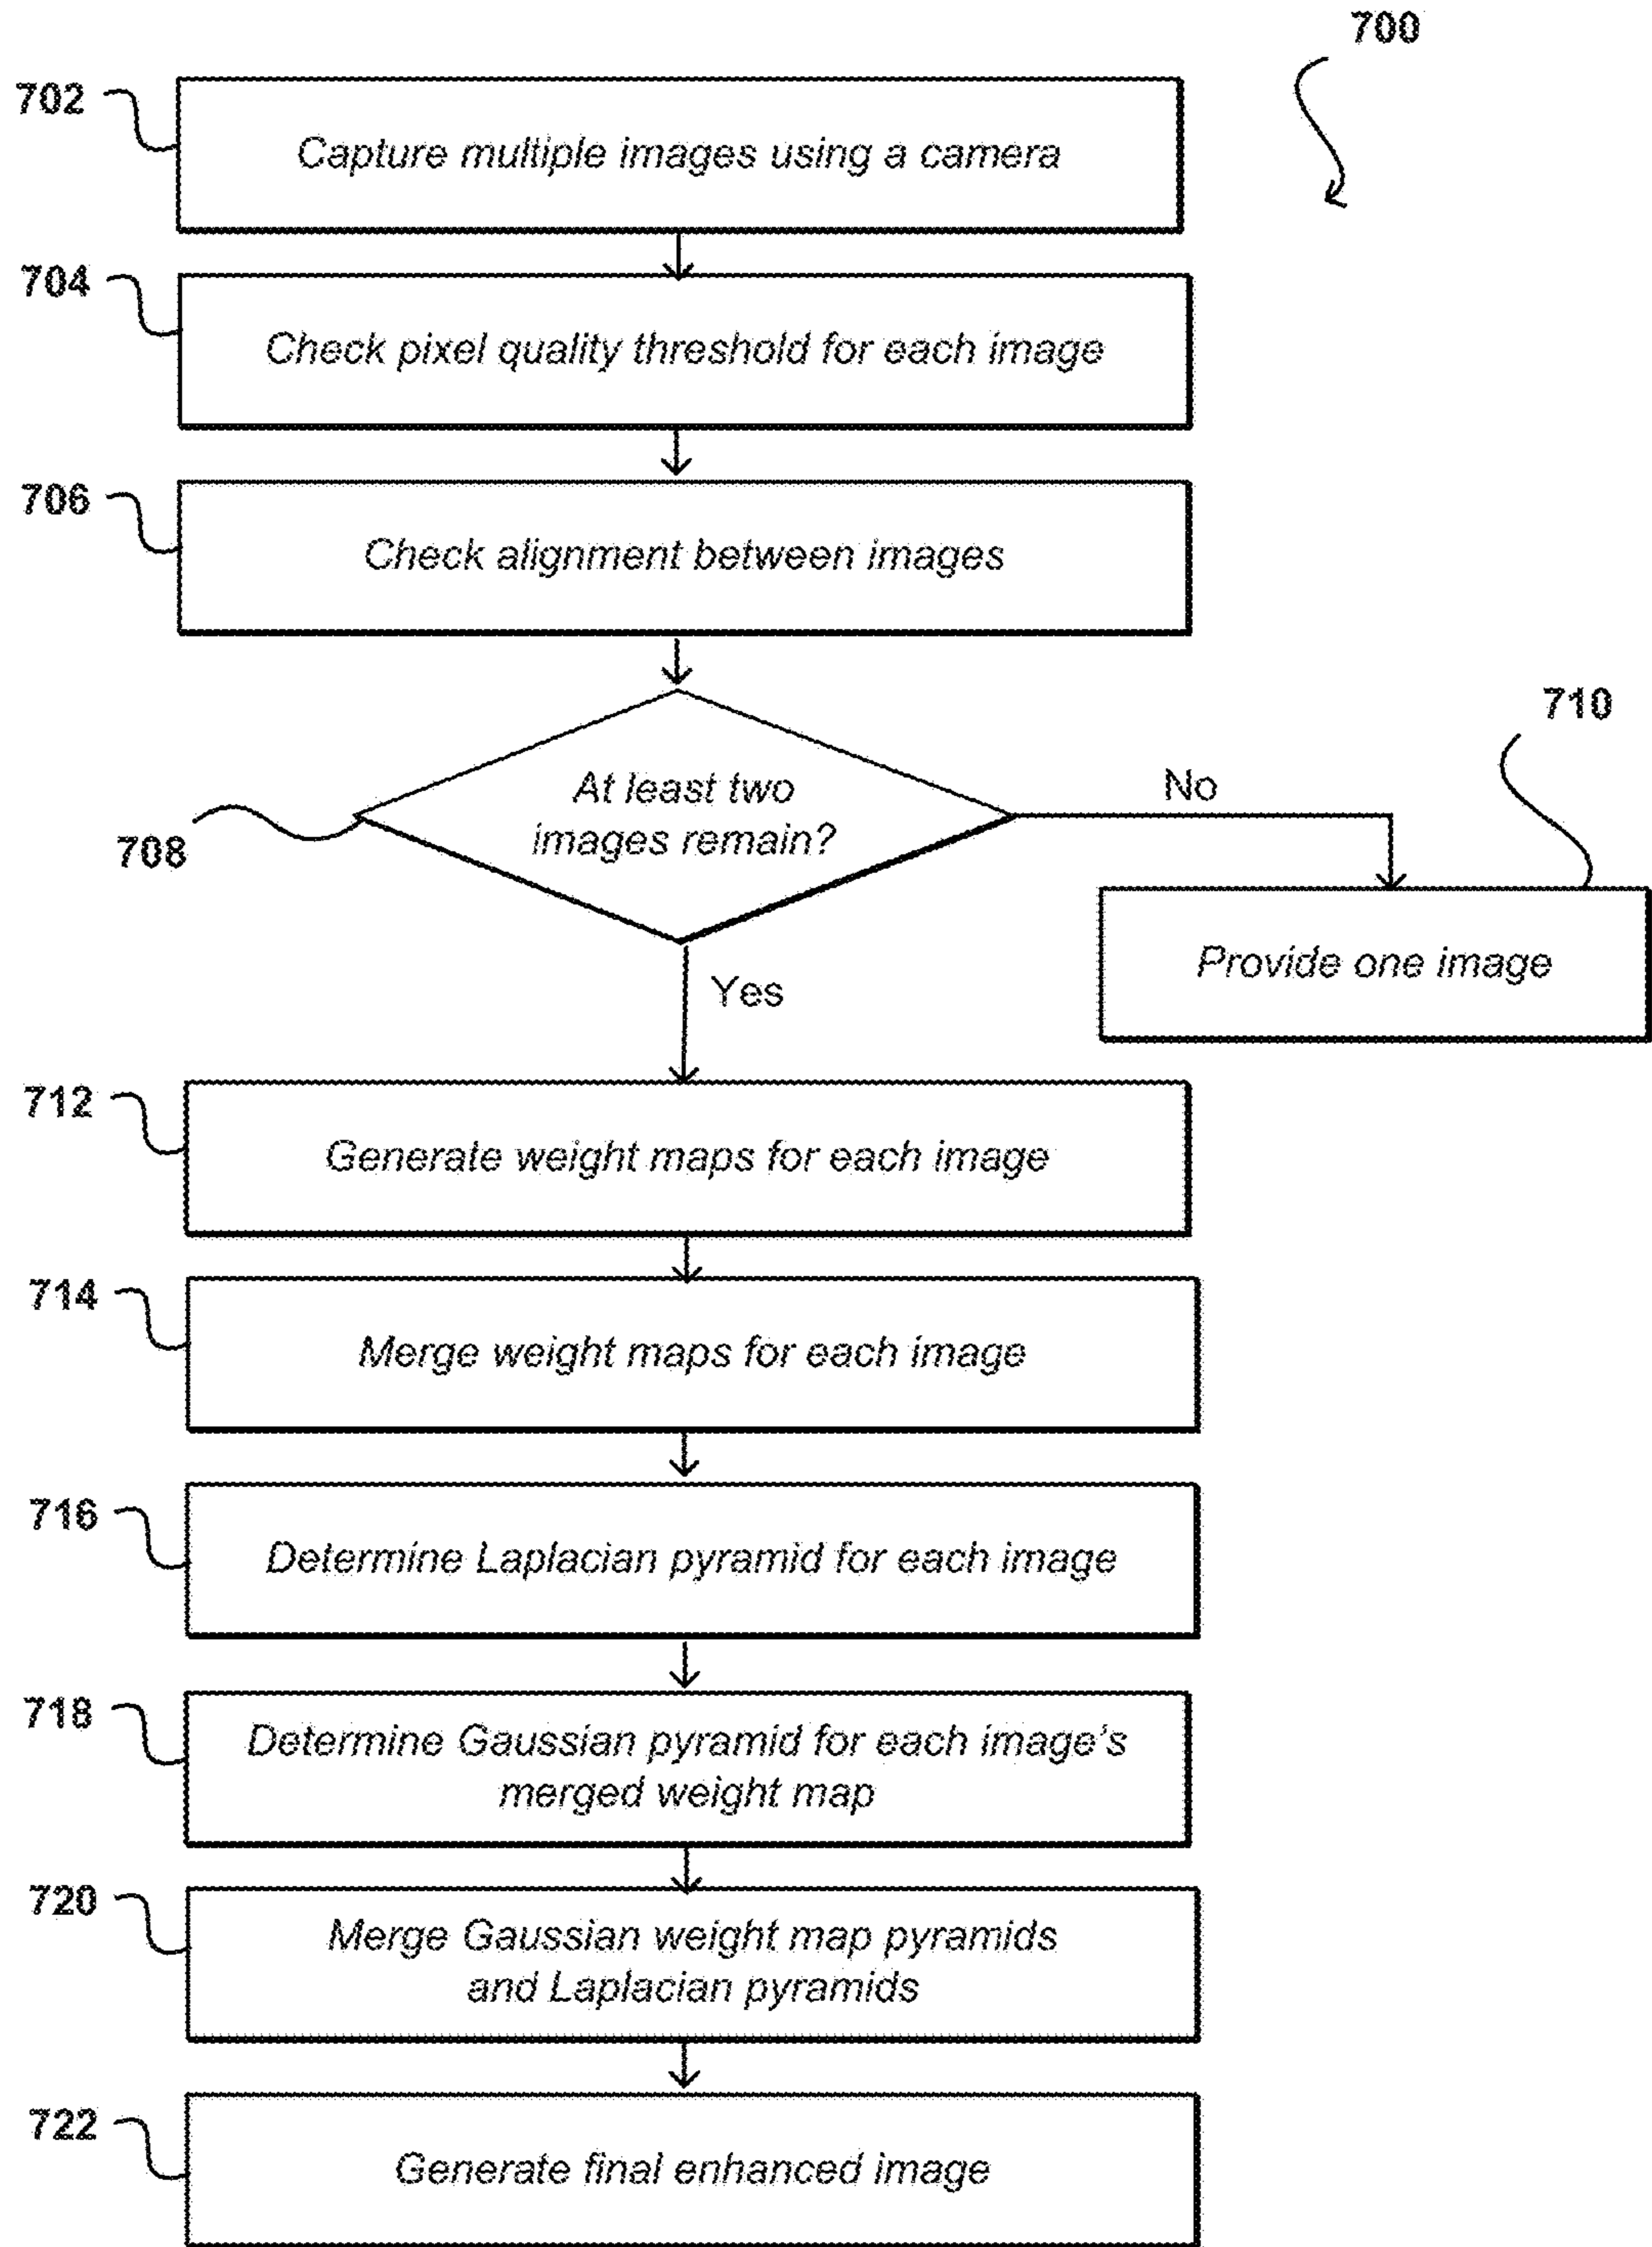 700
702
Capture multiple images using a camera
704
Check pixel quality threshold for each image
706
Check alignment between images
708
At least two
images remain?
No
710
Provide one image
Yes
712
Generate weight maps for each image
714
Merge weight maps for each image
716
Determine Laplacian pyramid for each image
718
Determine Gaussian pyramid for each image's
merged weight map
720
Merge Gaussian weight map pyramids
and Laplacian pyramids
722
Generate final enhanced image